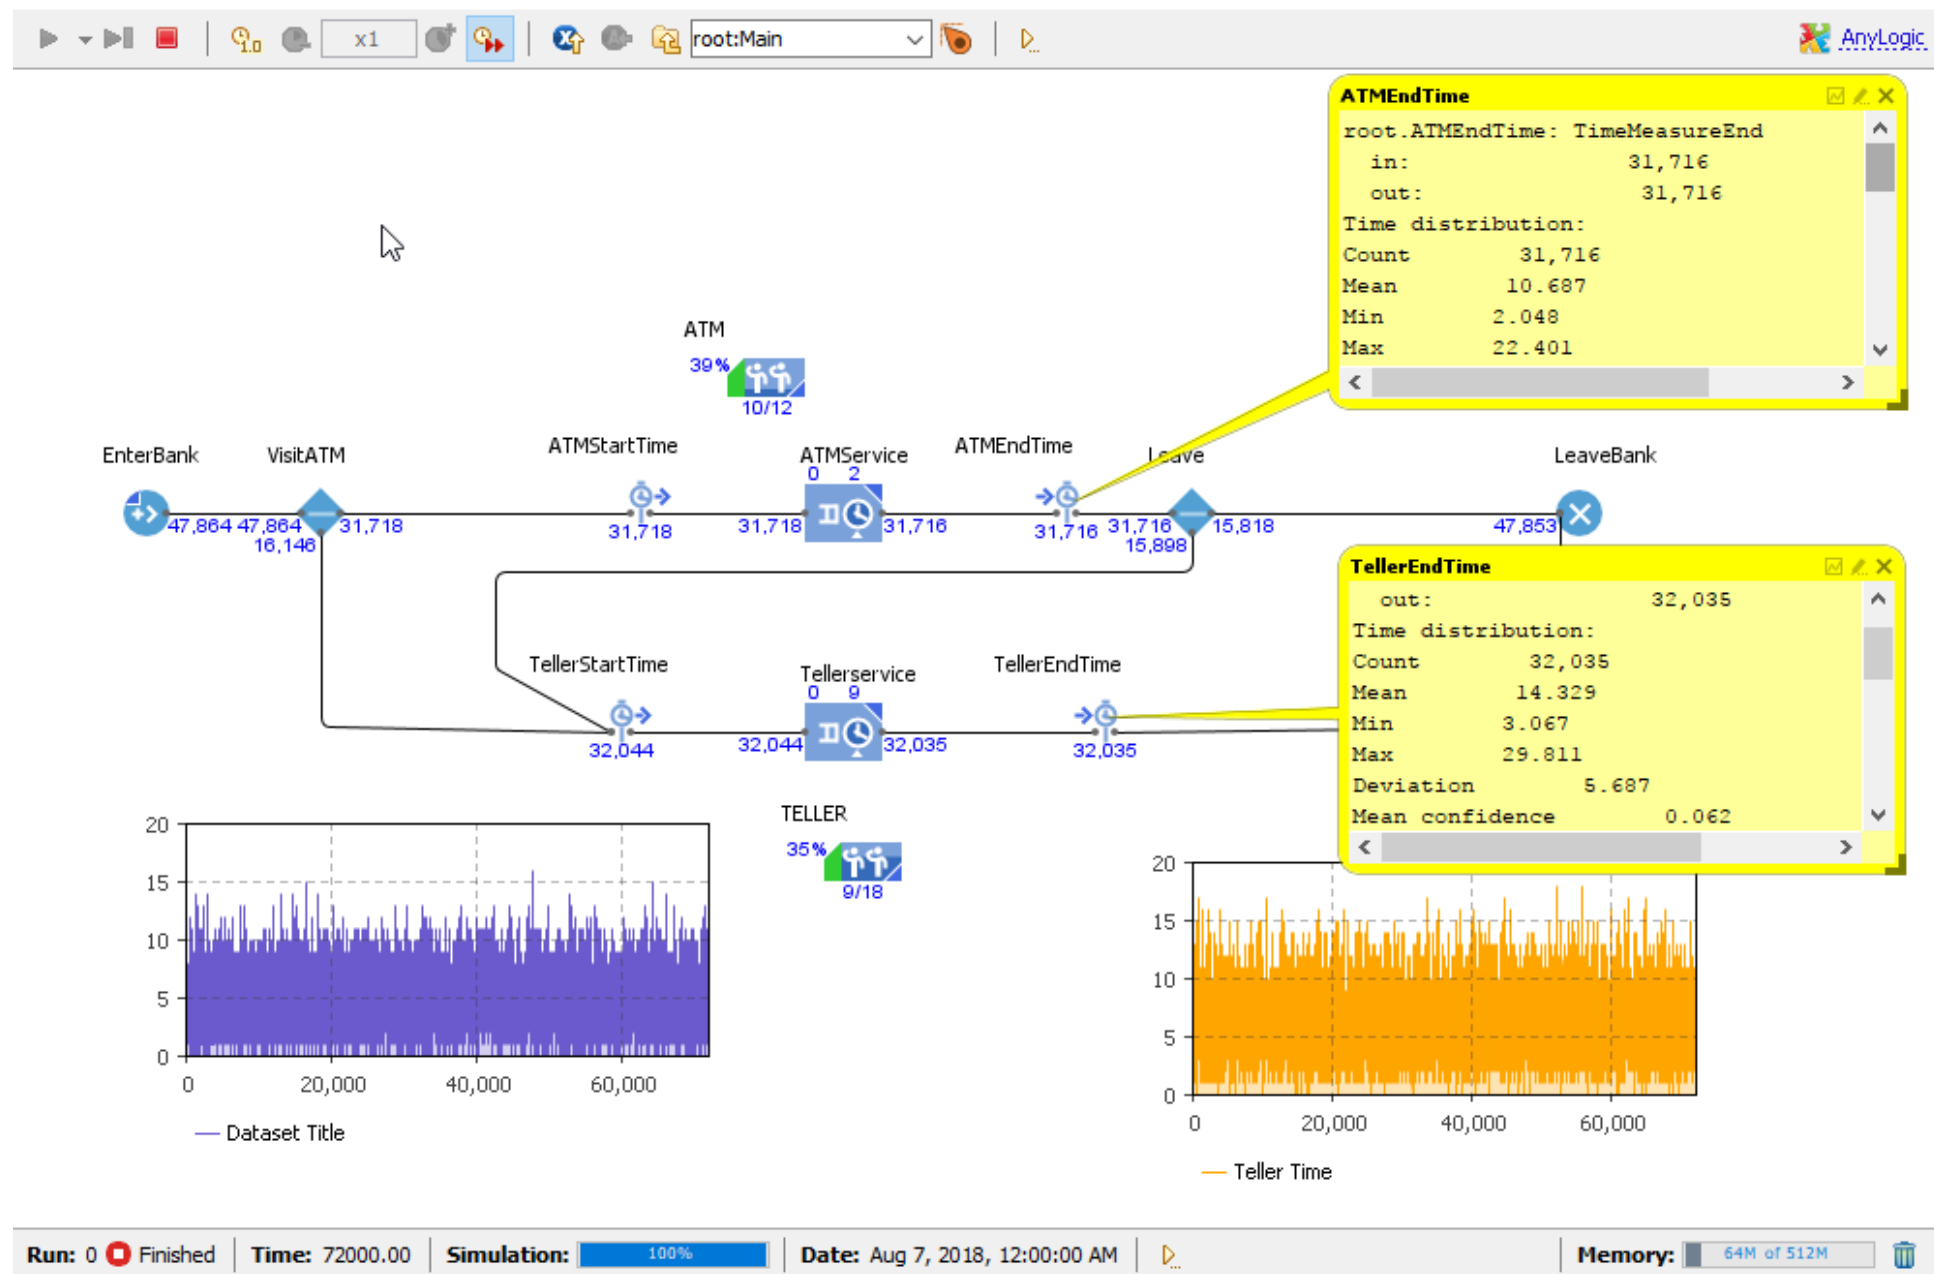 1.0
x1
root:Main
AnyLogic
ATMEndTime
root.ATMEndTime: TimeMeasureEnd
in: 31,716
out: 31,716
Time distribution:
Count 31,716
Mean 10.687
Min 2.048
Max 22.401
ATM
39%
10/12
EnterBank
VisitATM
ATMStartTime
ATMService
ATMEndTime
Leave
LeaveBank
0 2
47,864 47,864 31,718 31,718 31,718 31,716 31,716 31,716 15,818 47,853
16,146 15,898
TellerEndTime
out: 32,035
Time distribution:
Count 32,035
Mean 14.329
Min 3.067
Max 29.811
Deviation 5.687
Mean confidence 0.062
TellerStartTime
Tellerservice
TellerEndTime
0 9
32,044 32,044 32,035 32,035
TELLER
35%
9/18
20
15
10
5
0
0 20,000 40,000 60,000
Dataset Title
20
15
10
5
0
0 20,000 40,000 60,000
Teller Time
Run: 0 Finished Time: 72000.00 Simulation: 100% Date: Aug 7, 2018, 12:00:00 AM Memory: 64M of 512M